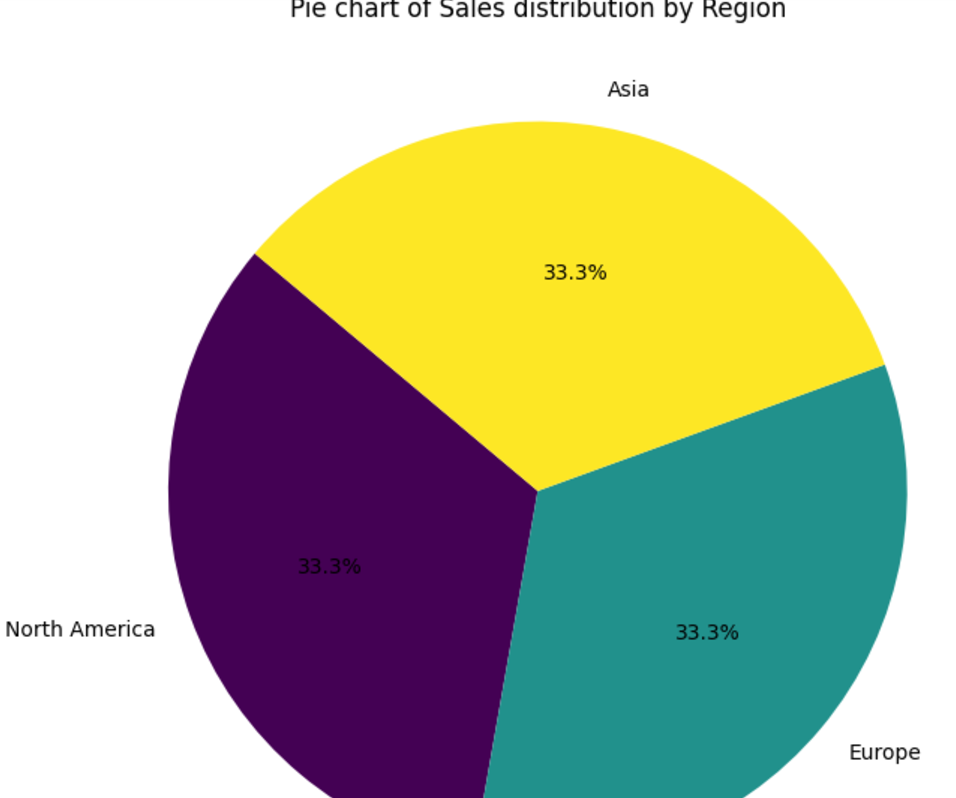 Pie chart of Sales distribution by Region
Asia
33.3%
33.3%
North America
33.3%
Europe